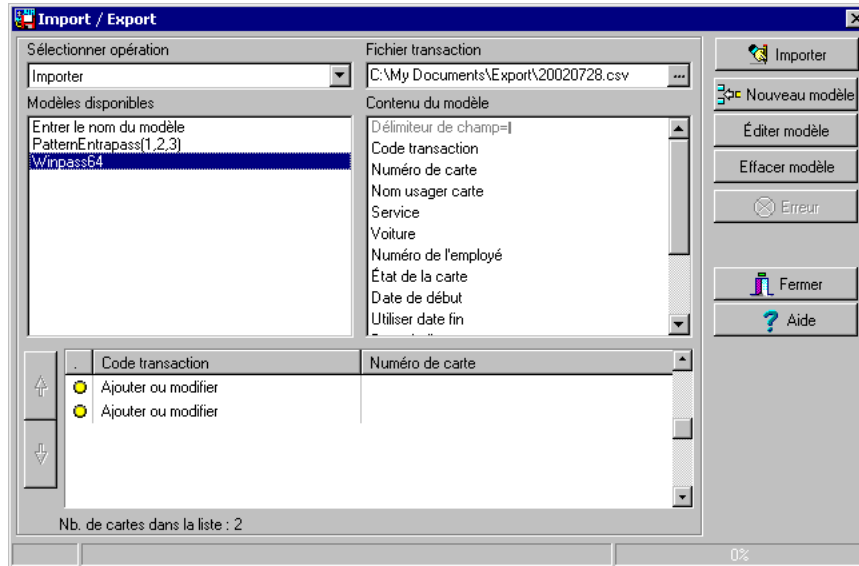 Import / Export
Sélectionner opération
Importer
Fichier transaction
C:\My Documents\Export\20020728.csv
...
Modèles disponibles
Entrer le nom du modèle
PatternEntrapass(1,2,3)
Winpass64
Contenu du modèle
Délimiteur de champ=|
Code transaction
Numéro de carte
Nom usager carte
Service
Voiture
Numéro de l'employé
État de la carte
Date de début
Utiliser date fin
Importer
Nouveau modèle
Éditer modèle
Effacer modèle
Erreur
Fermer
Aide
. Code transaction Numéro de carte
Ajouter ou modifier
Ajouter ou modifier
Nb. de cartes dans la liste : 2
0%